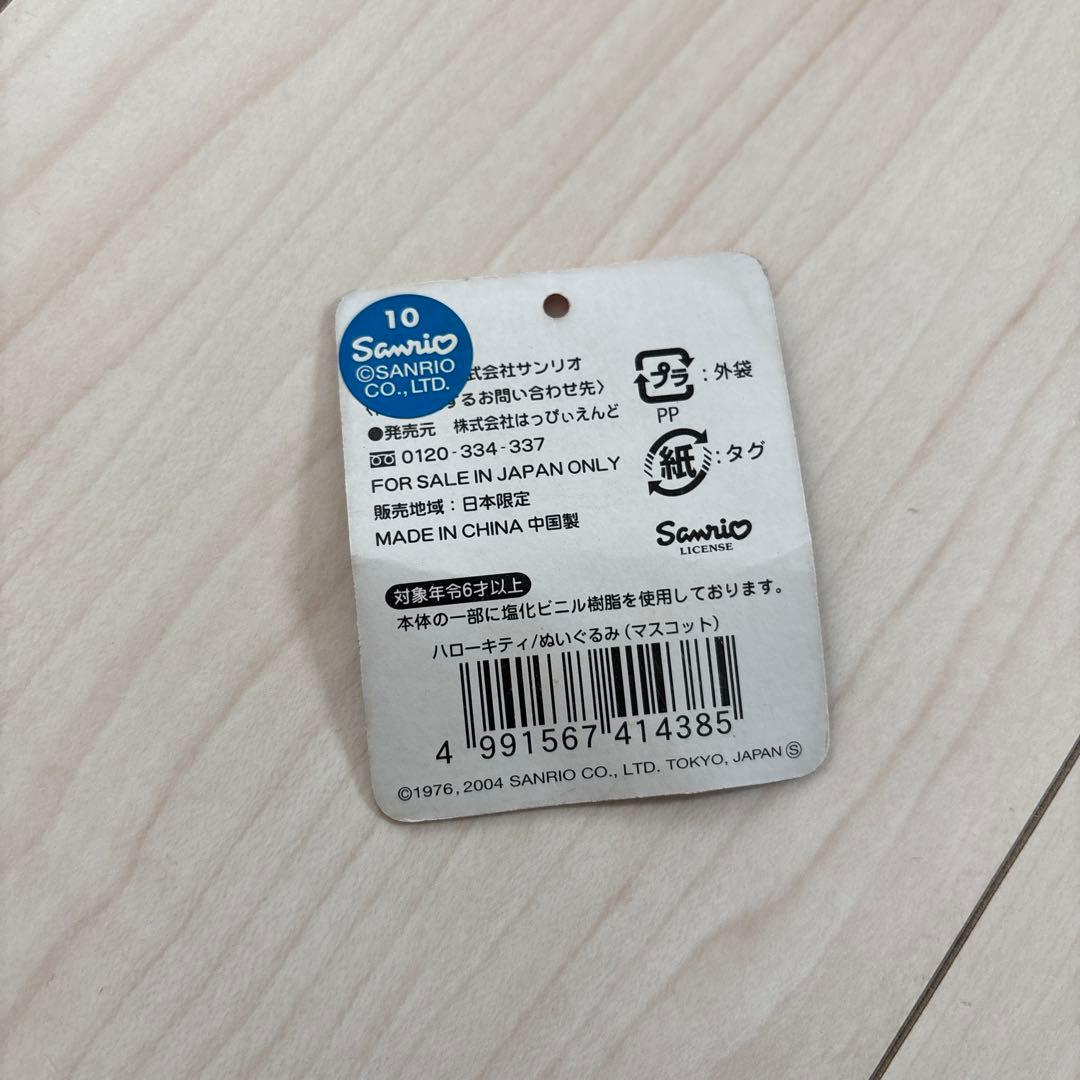 10
Sanrio
©SANRIO
CO., LTD.
式会社サンリオ
するお問い合わせ先〉
●発売元 株式会社はっぴぃえんど
0120-334-337
FOR SALE IN JAPAN ONLY
販売地域：日本限定
MADE IN CHINA 中国製
プラ：外袋
PP
紙：タグ
Sanrio
LICENSE
対象年令6才以上
本体の一部に塩化ビニル樹脂を使用しております。
ハローキティ/ぬいぐるみ（マスコット）
4 991567 414385
©1976, 2004 SANRIO CO., LTD. TOKYO, JAPAN Ⓢ